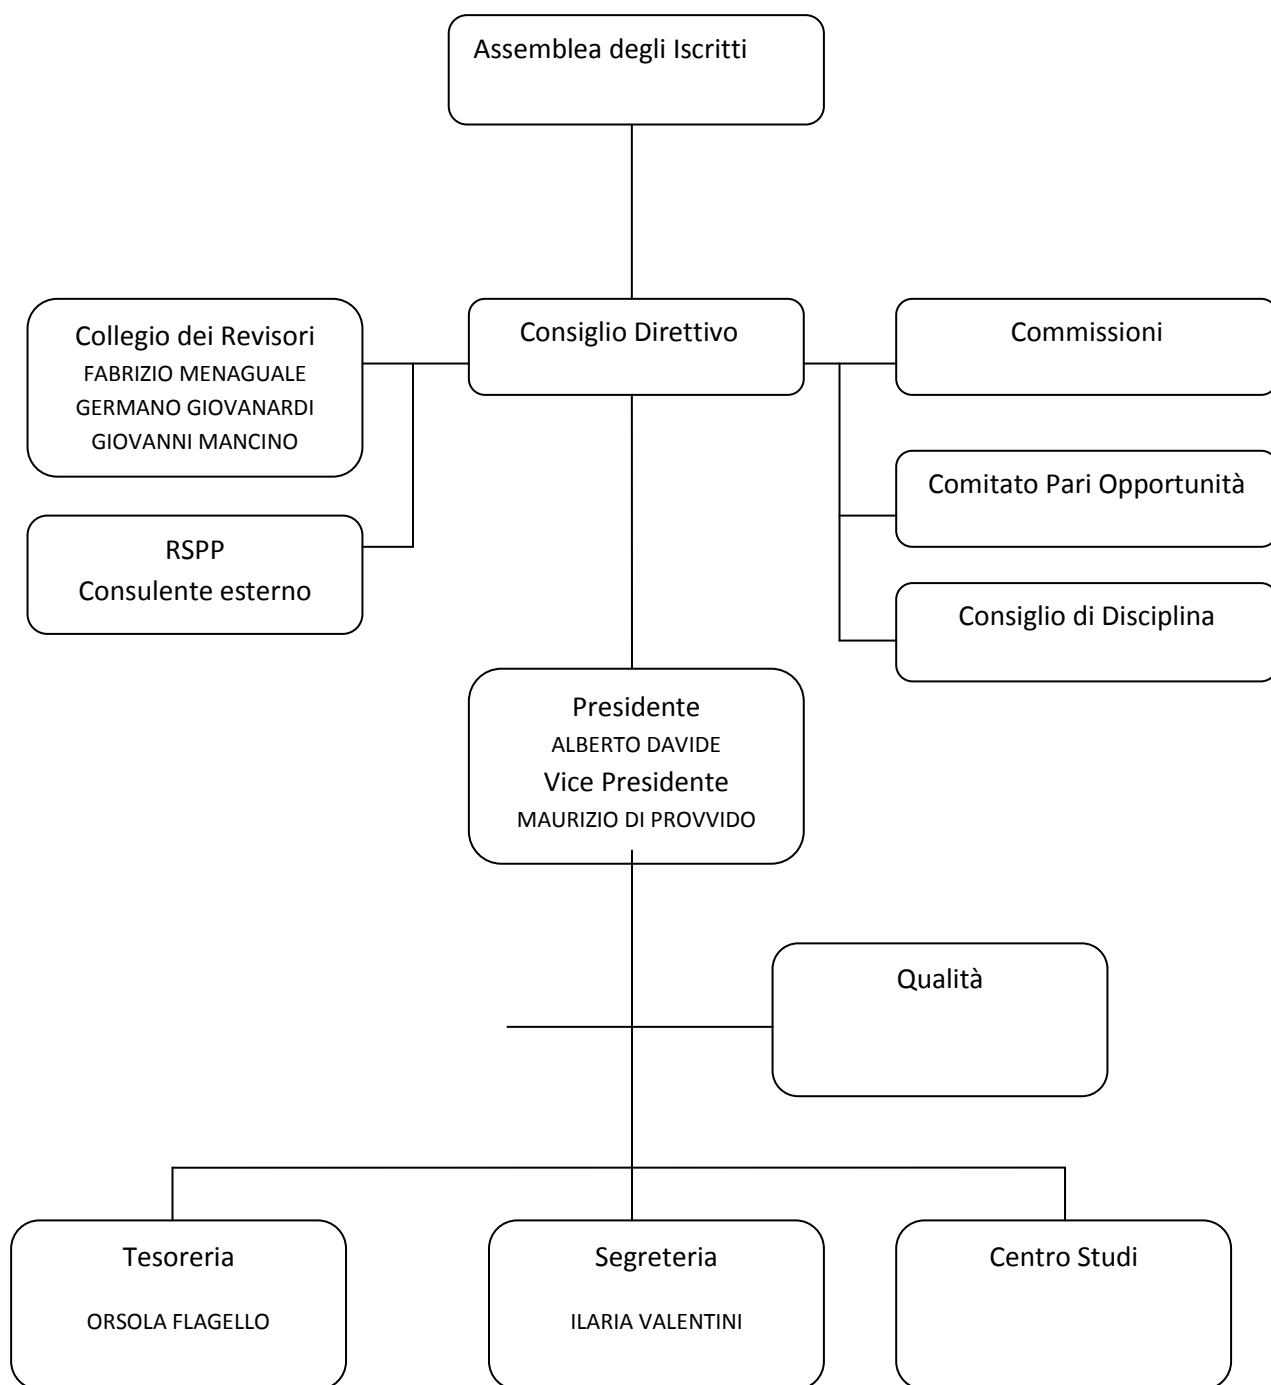 Assemblea degli Iscritti
Collegio dei Revisori
FABRIZIO MENAGUALE
GERMANO GIOVANARDI
GIOVANNI MANCINO
Consiglio Direttivo
Commissioni
Comitato Pari Opportunità
RSPP
Consulente esterno
Consiglio di Disciplina
Presidente
ALBERTO DAVIDE
Vice Presidente
MAURIZIO DI PROVVIDO
Qualità
Tesoreria
ORSOLA FLAGELLO
Segreteria
ILARIA VALENTINI
Centro Studi